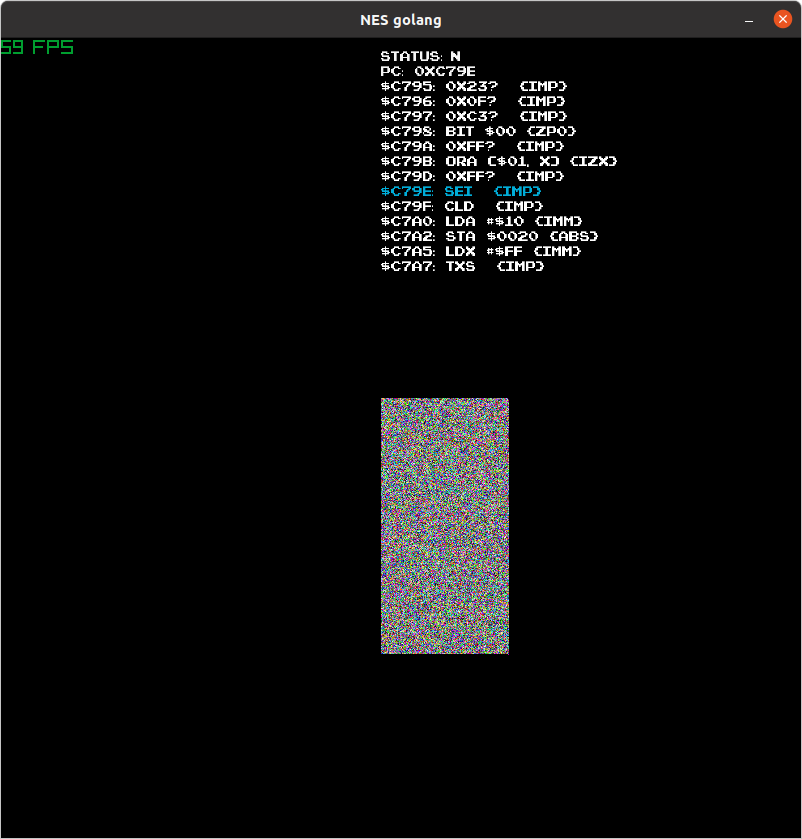 NES golang
59 FPS
STATUS: N
PC: 0XC79E
$C795: 0X23? {IMP}
$C796: 0X0F? {IMP}
$C797: 0XC3? {IMP}
$C798: BIT $00 {ZP0}
$C79A: 0XFF? {IMP}
$C79B: ORA ($01, X) {IZX}
$C79D: 0XFF? {IMP}
$C79E: SEI {IMP}
$C79F: CLD {IMP}
$C7A0: LDA #$10 {IMM}
$C7A2: STA $0020 {ABS}
$C7A5: LDX #$FF {IMM}
$C7A7: TXS {IMP}